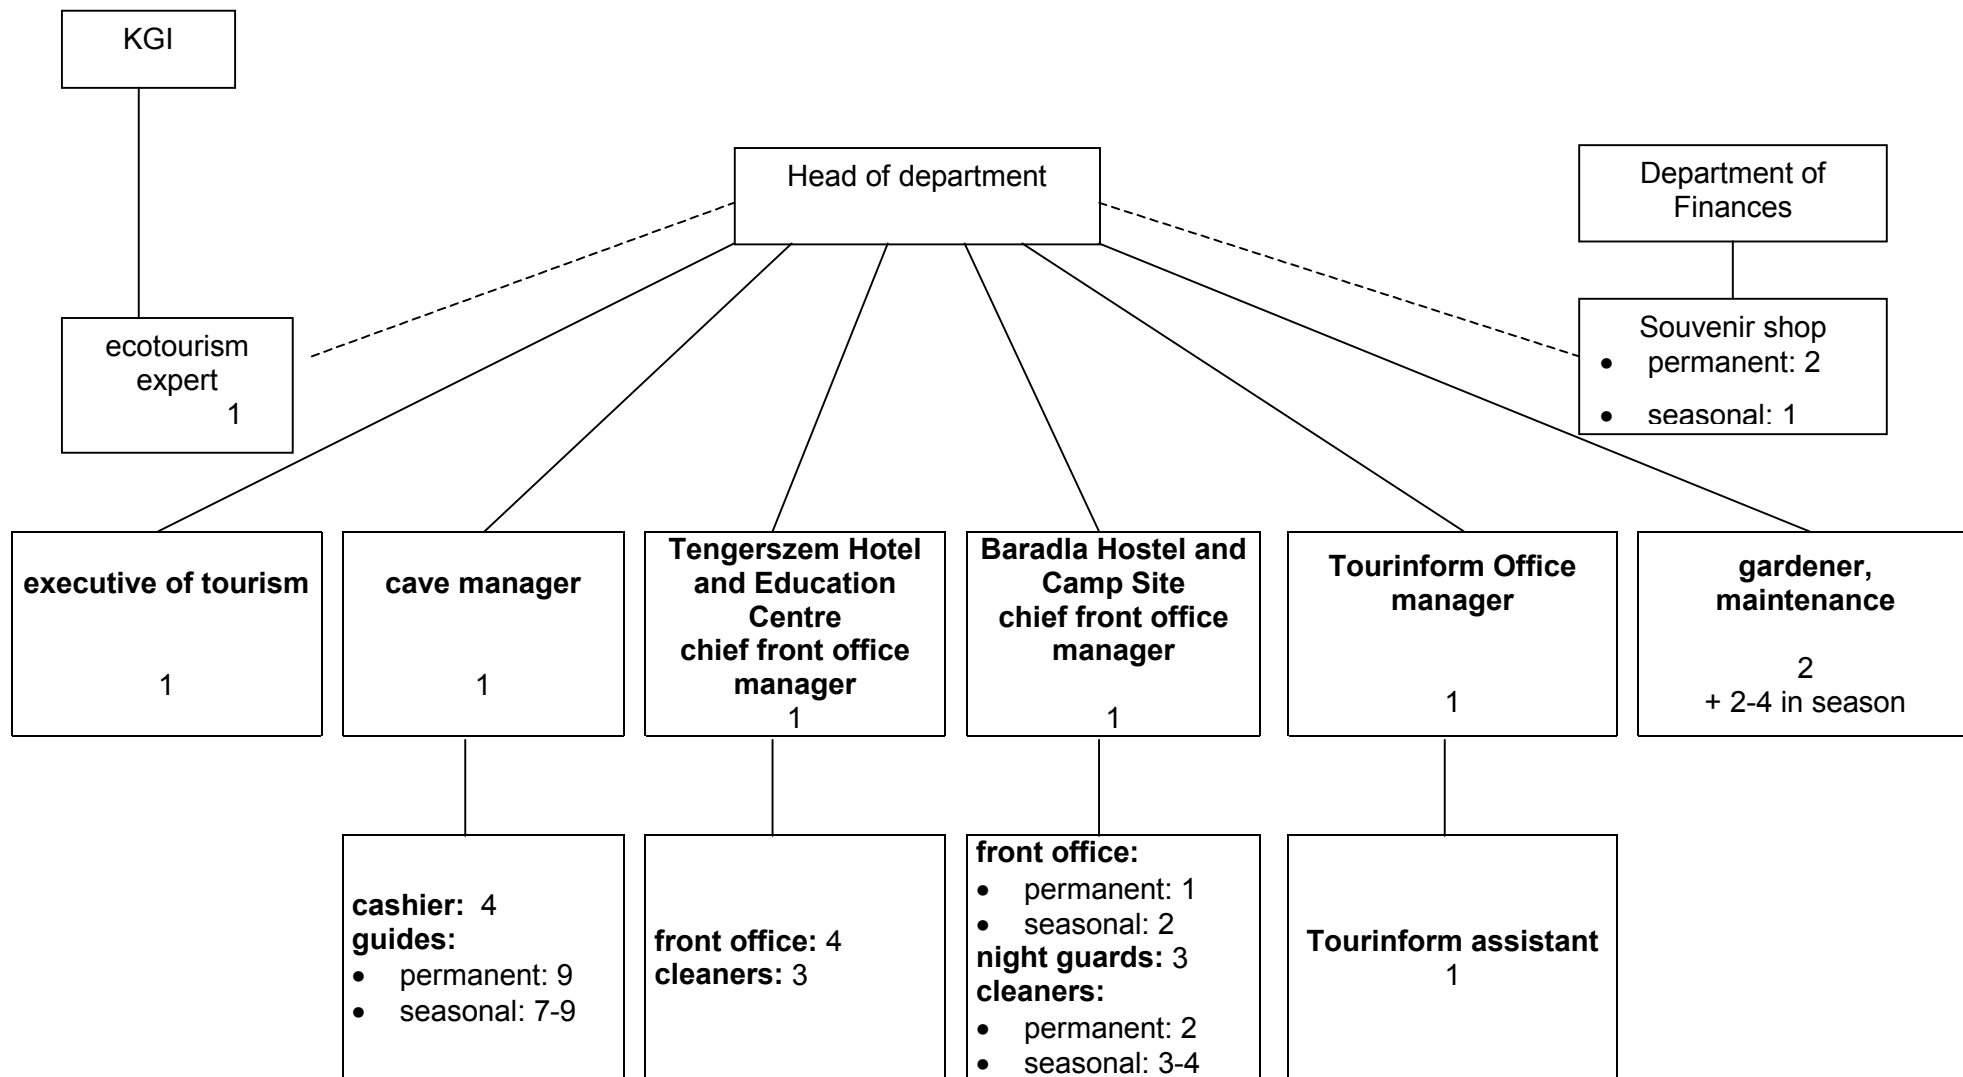 KGI
Head of department
Department of
Finances
ecotourism
expert
1
Souvenir shop
• permanent: 2
• seasonal: 1
executive of tourism
1
cave manager
1
Tengerszem Hotel
and Education
Centre
chief front office
manager
1
Baradla Hostel and
Camp Site
chief front office
manager
1
Tourinform Office
manager
1
gardener,
maintenance
2
+ 2-4 in season
cashier: 4
guides:
• permanent: 9
• seasonal: 7-9
front office: 4
cleaners: 3
front office:
• permanent: 1
• seasonal: 2
night guards: 3
cleaners:
• permanent: 2
• seasonal: 3-4
Tourinform assistant
1